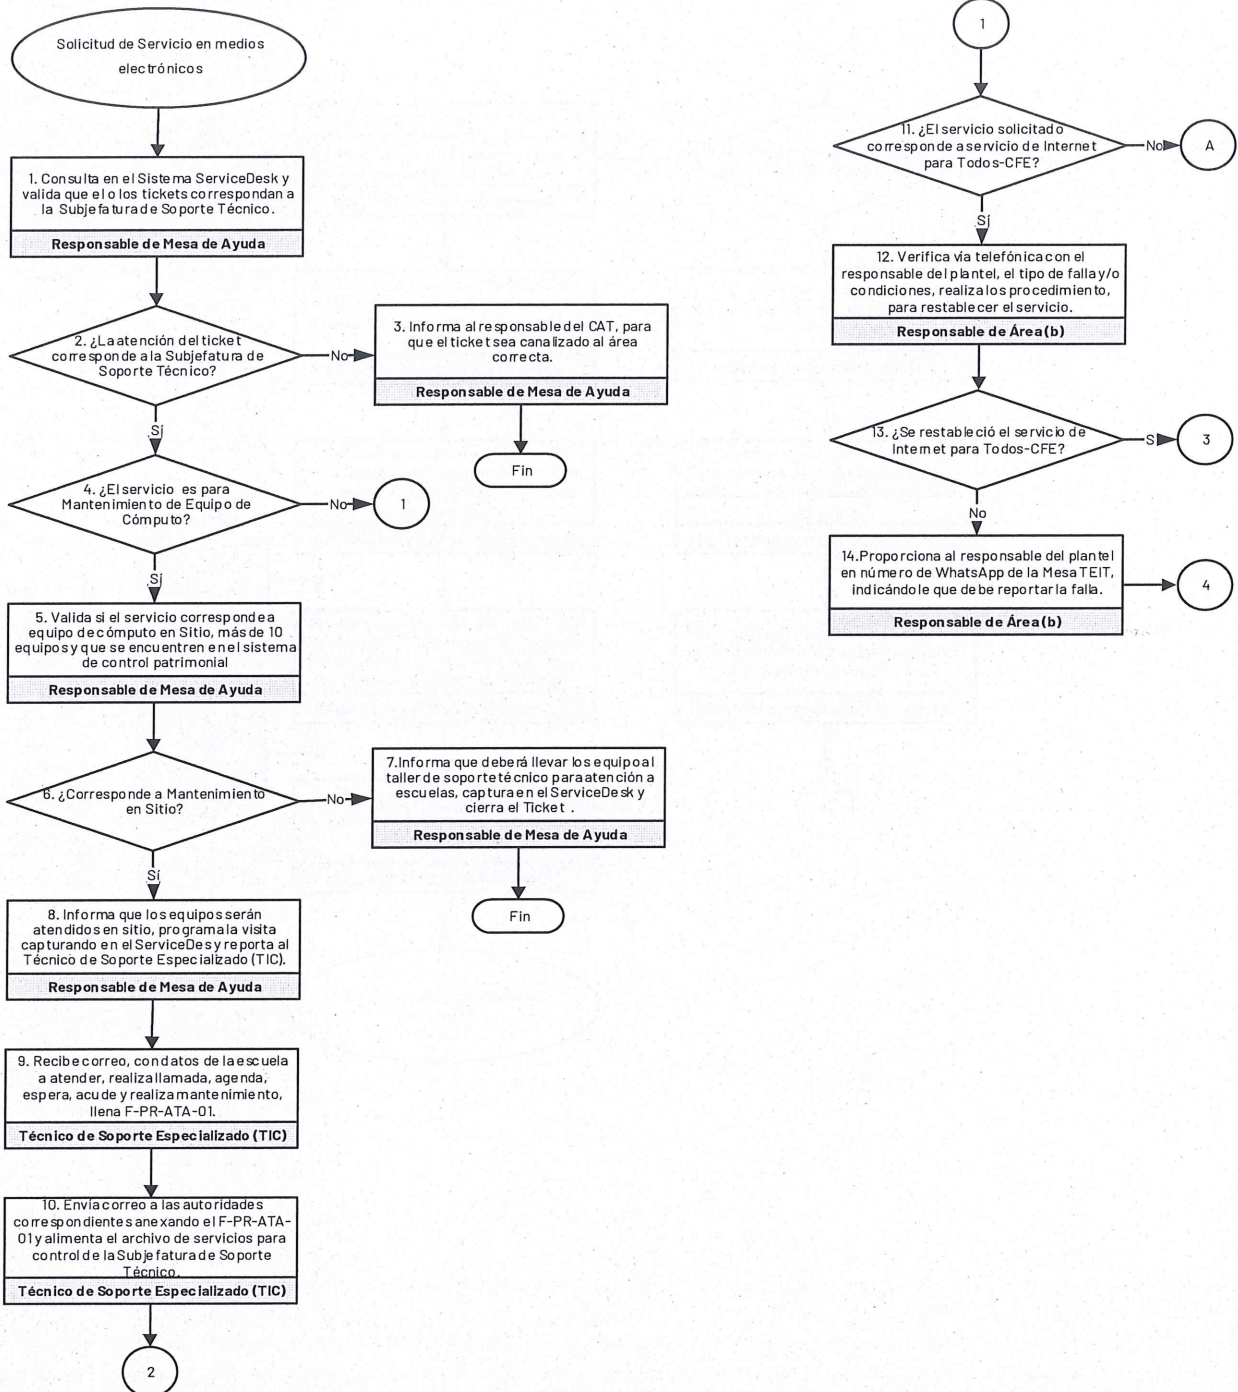 Solicitud de Servicio en medios
electrónicos
1. Consulta en el Sistema ServiceDesk y
valida que el o los tickets correspondan a
la Subjefatura de Soporte Técnico.
Responsable de Mesa de Ayuda
2. ¿La atención del ticket
corresponde a la Subjefatura de
Soporte Técnico?
No
3. Informa al responsable del CAT, para
que el ticket sea canalizado al área
correcta.
Responsable de Mesa de Ayuda
Fin
Sí
4. ¿El servicio es para
Mantenimiento de Equipo de
Cómputo?
No
1
Sí
5. Valida si el servicio corresponde a
equipo de cómputo en Sitio, más de 10
equipos y que se encuentren en el sistema
de control patrimonial
Responsable de Mesa de Ayuda
6. ¿Corresponde a Mantenimiento
en Sitio?
No
7.Informa que deberá llevar los equipo al
taller de soporte técnico para atención a
escuelas, captura en el ServiceDesk y
cierra el Ticket .
Responsable de Mesa de Ayuda
Fin
Sí
8. Informa que los equipos serán
atendidos en sitio, programa la visita
capturando en el ServiceDes y reporta al
Técnico de Soporte Especializado (TIC).
Responsable de Mesa de Ayuda
9. Recibe correo, con datos de la escuela
a atender, realiza llamada, agenda,
espera, acude y realiza mantenimiento,
llena F-PR-ATA-01.
Técnico de Soporte Especializado (TIC)
10. Envía correo a las autoridades
correspondientes anexando el F-PR-ATA-
01 y alimenta el archivo de servicios para
control de la Subjefatura de Soporte
Técnico.
Técnico de Soporte Especializado (TIC)
2
1
11. ¿El servicio solicitado
corresponde a servicio de Internet
para Todos-CFE?
No
A
Sí
12. Verifica vía telefónica con el
responsable del plantel, el tipo de falla y/o
condiciones, realiza los procedimiento,
para restablecer el servicio.
Responsable de Área (b)
13. ¿Se restableció el servicio de
Internet para Todos-CFE?
S
3
No
14.Proporciona al responsable del plantel
en número de WhatsApp de la Mesa TEIT,
indicándole que debe reportar la falla.
Responsable de Área (b)
4